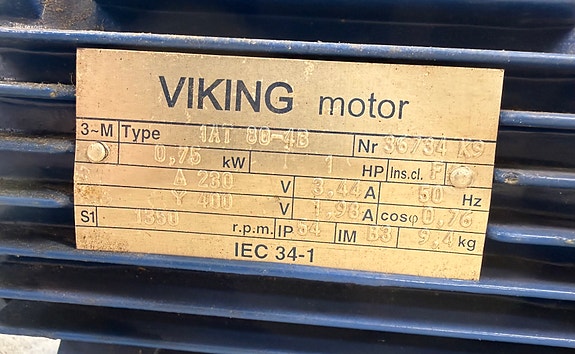 VIKING motor
3~M Type 1AT 80-4B Nr 36734 K9
0,75 kW 1 HP Ins.cl. F
Δ 230 V 3.44 A 50 Hz
Y 400 V 1.98 A cosφ 0,76
S1 1350 r.p.m. IP 54 IM B3 9,4 kg
IEC 34-1